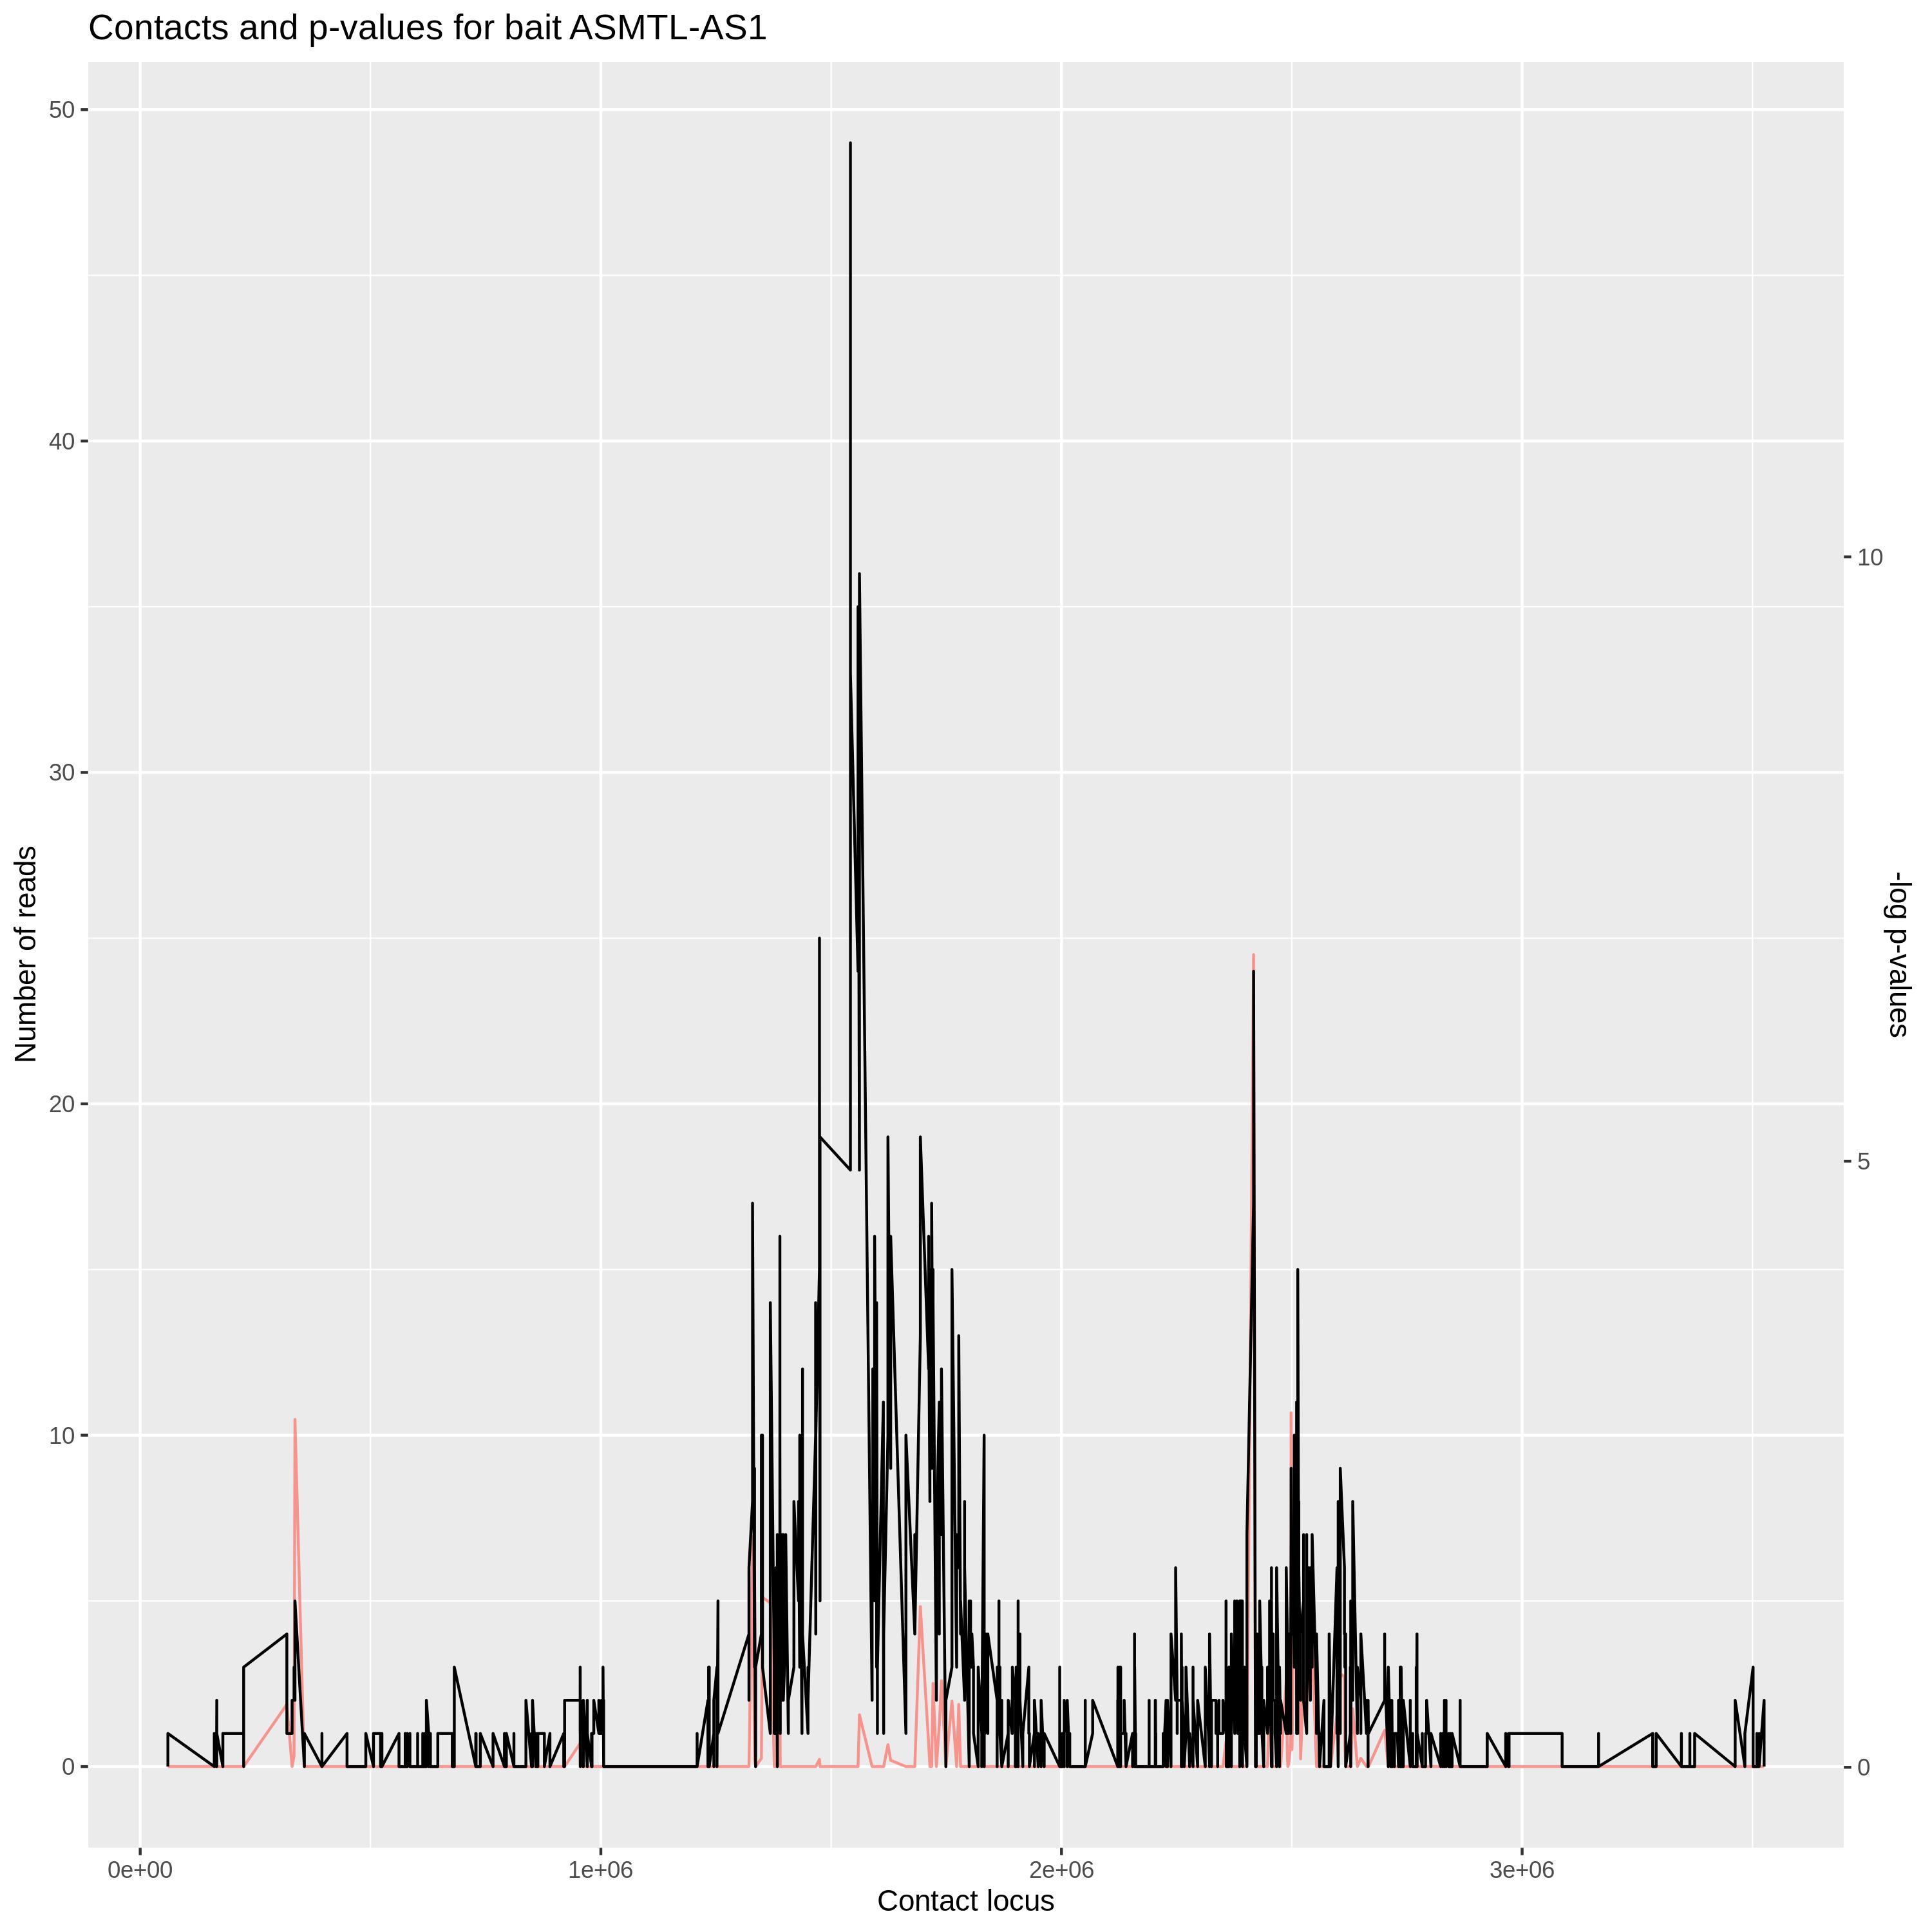 Contacts and p-values for bait ASMTL-AS1
50
40
30
20
10
0
Number of reads
10
5
0
-log p-values
0e+00
1e+06
2e+06
3e+06
Contact locus